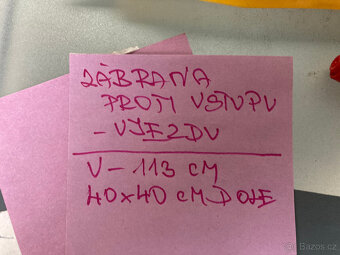 ZÁBRANA
PROTI VSTUPU
- VJEZDU
V - 113 CM
40x40 CM DOLE
Bazos.cz